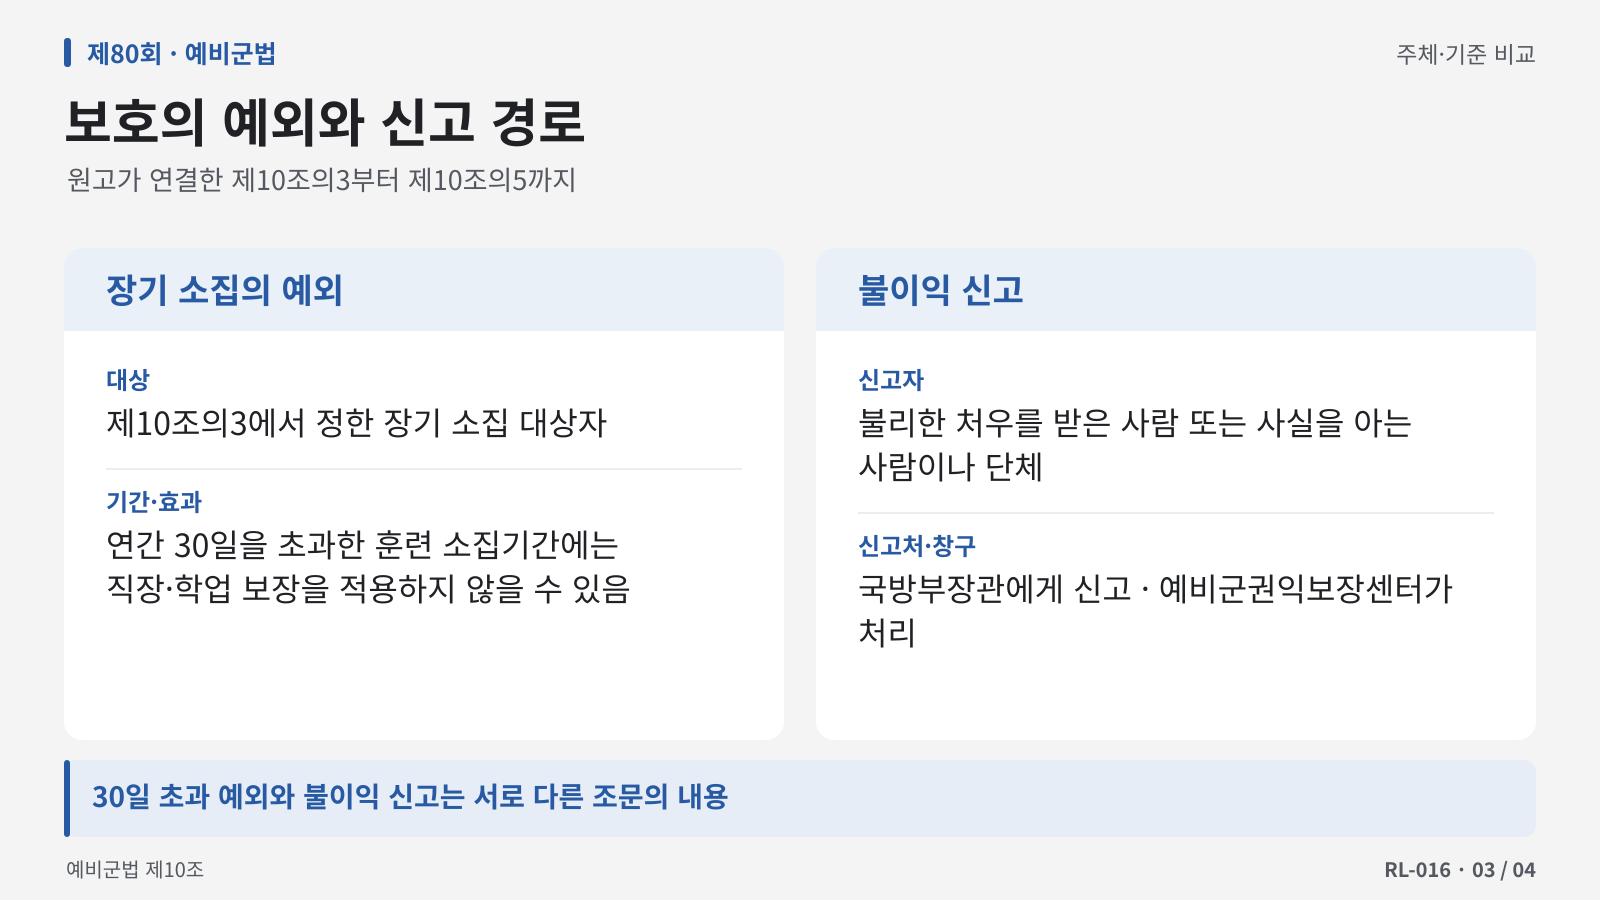 제80회 · 예비군법
주체·기준 비교
보호의 예외와 신고 경로
원고가 연결한 제10조의3부터 제10조의5까지
장기 소집의 예외
대상
제10조의3에서 정한 장기 소집 대상자
기간·효과
연간 30일을 초과한 훈련 소집기간에는
직장·학업 보장을 적용하지 않을 수 있음
불이익 신고
신고자
불리한 처우를 받은 사람 또는 사실을 아는
사람이나 단체
신고처·창구
국방부장관에게 신고 · 예비군권익보장센터가
처리
30일 초과 예외와 불이익 신고는 서로 다른 조문의 내용
예비군법 제10조
RL-016 · 03 / 04